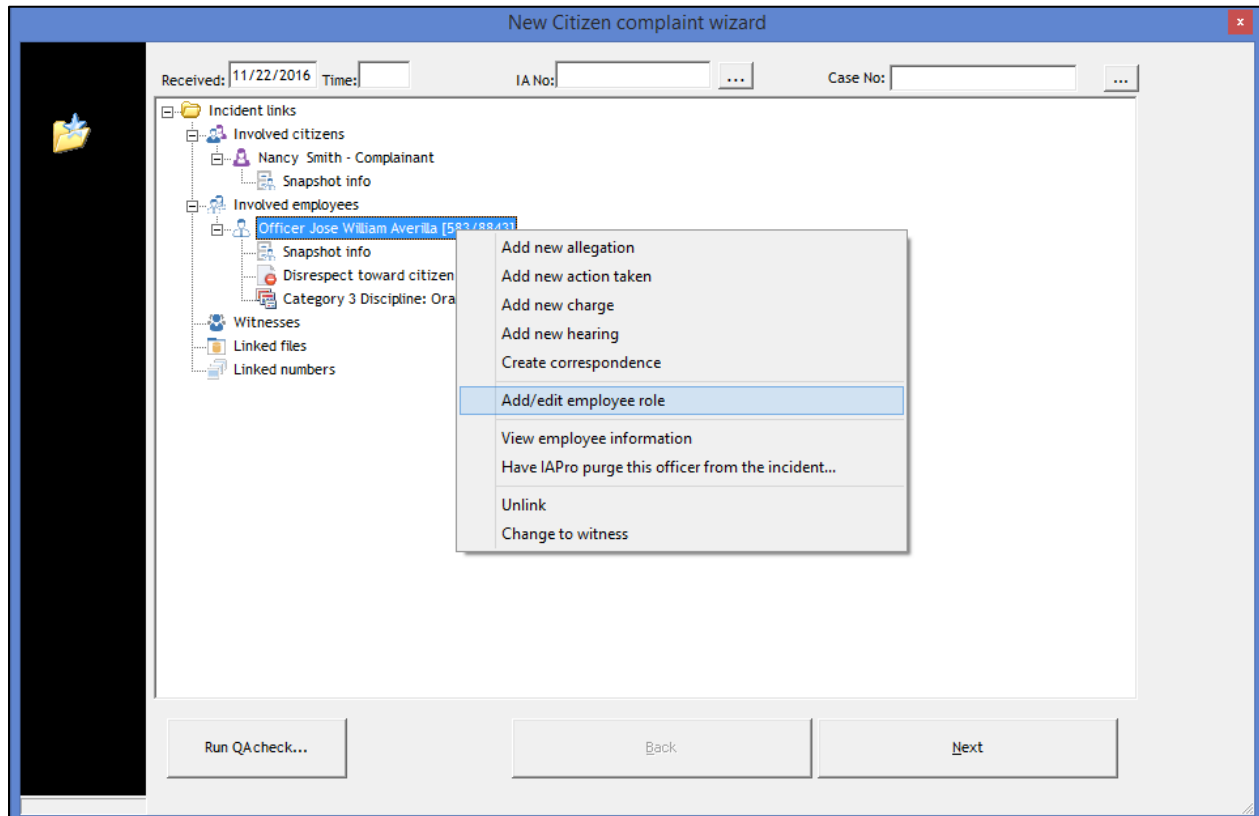 New Citizen complaint wizard
x
Received: 11/22/2016 Time: IA No: ... Case No: ...
Incident links
Involved citizens
Nancy Smith - Complainant
Snapshot info
Involved employees
Officer Jose William Averilla [583/8843]
Snapshot info
Disrespect toward citizen
Category 3 Discipline: Ora
Witnesses
Linked files
Linked numbers
Add new allegation
Add new action taken
Add new charge
Add new hearing
Create correspondence
Add/edit employee role
View employee information
Have IAPro purge this officer from the incident...
Unlink
Change to witness
Run QA check... Back Next